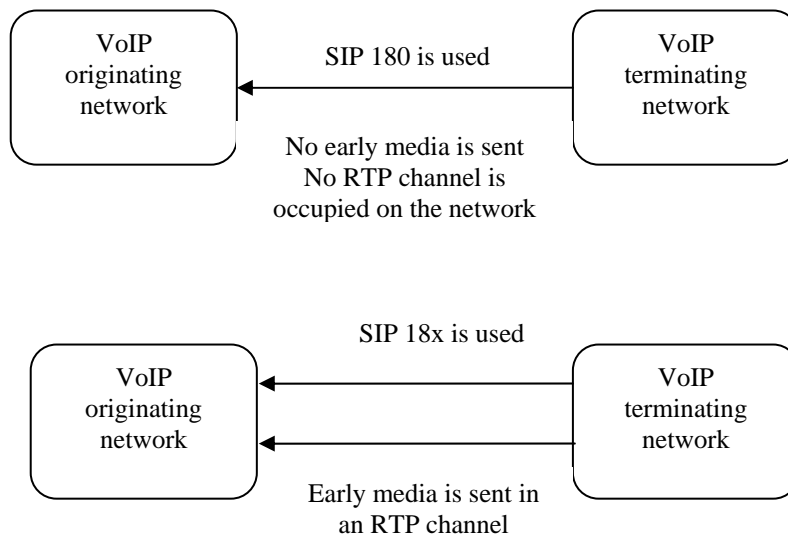 VoIP
originating
network
SIP 180 is used
No early media is sent
No RTP channel is
occupied on the network
VoIP
terminating
network
VoIP
originating
network
SIP 18x is used
Early media is sent in
an RTP channel
VoIP
terminating
network